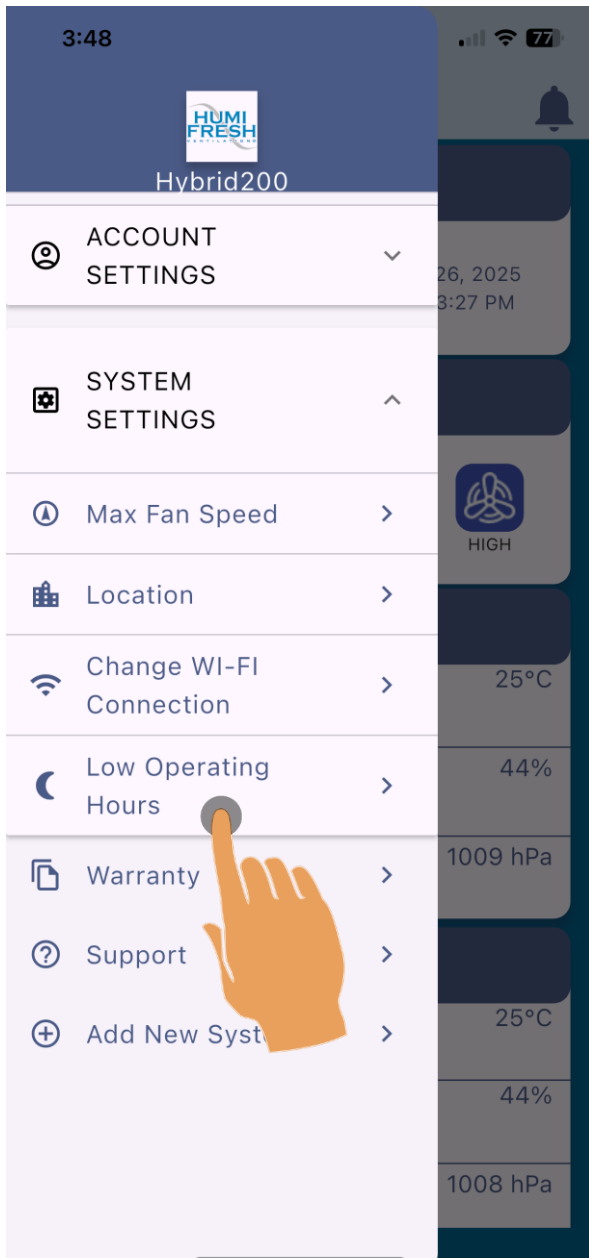 3:48
77
HUMI
FRESH
VENTILATIONS
Hybrid200
ACCOUNT
SETTINGS
26, 2025
3:27 PM
SYSTEM
SETTINGS
Max Fan Speed
HIGH
Location
Change WI-FI
Connection
25°C
Low Operating
Hours
44%
Warranty
1009 hPa
Support
Add New Syst
25°C
44%
1008 hPa